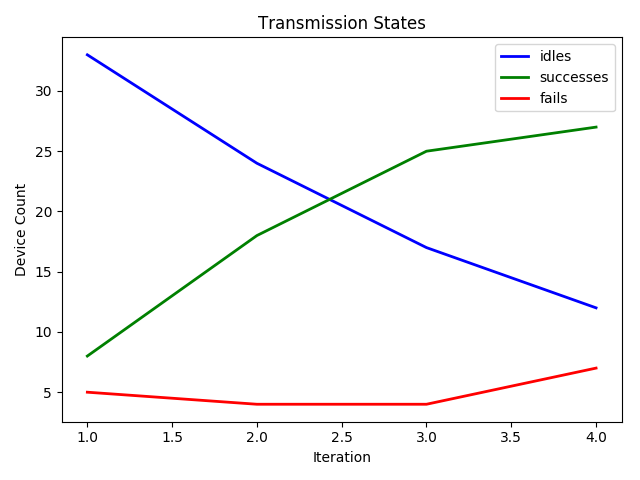 Transmission States
idles
successes
fails
Device Count
30
25
20
15
10
5
1.0 1.5 2.0 2.5 3.0 3.5 4.0
Iteration